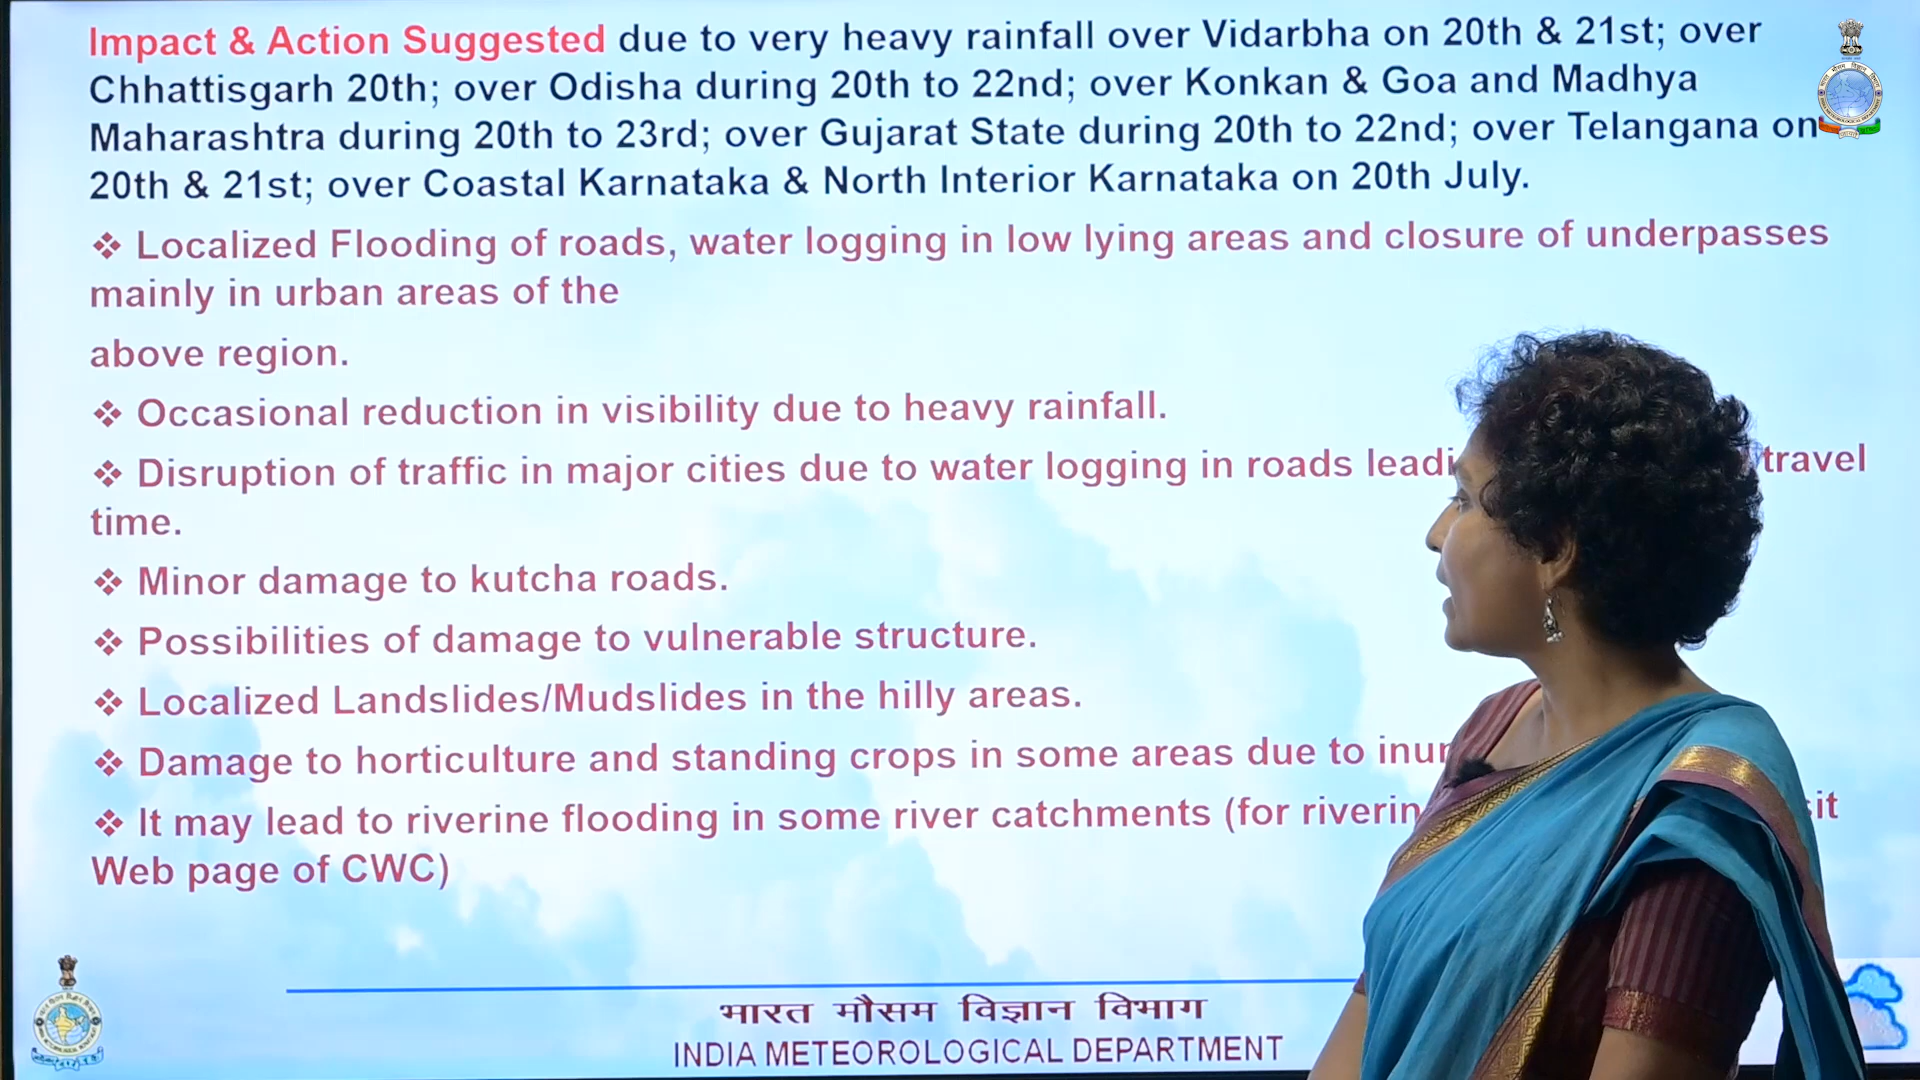 Impact & Action Suggested due to very heavy rainfall over Vidarbha on 20th & 21st; over
Chhattisgarh 20th; over Odisha during 20th to 22nd; over Konkan & Goa and Madhya
Maharashtra during 20th to 23rd; over Gujarat State during 20th to 22nd; over Telangana on
20th & 21st; over Coastal Karnataka & North Interior Karnataka on 20th July.
❖ Localized Flooding of roads, water logging in low lying areas and closure of underpasses
mainly in urban areas of the
above region.
❖ Occasional reduction in visibility due to heavy rainfall.
❖ Disruption of traffic in major cities due to water logging in roads travel
time.
❖ Minor damage to kutcha roads.
❖ Possibilities of damage to vulnerable structure.
❖ Localized Landslides/Mudslides in the hilly areas.
❖ Damage to horticulture and standing crops in some areas due to
❖ It may lead to riverine flooding in some river catchments (for
Web page of CWC)
भारत मौसम विज्ञान विभाग
INDIA METEOROLOGICAL DEPARTMENT